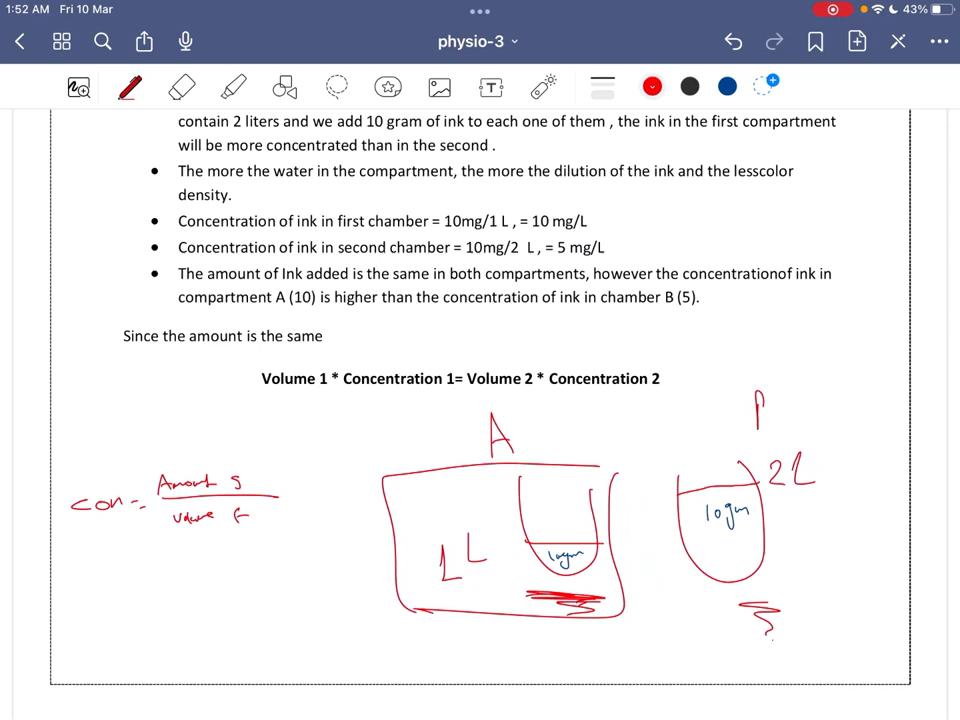 1:52 AM Fri 10 Mar
43%
physio-3
contain 2 liters and we add 10 gram of ink to each one of them , the ink in the first compartment
will be more concentrated than in the second .
• The more the water in the compartment, the more the dilution of the ink and the lesscolor
density.
• Concentration of ink in first chamber = 10mg/1 L , = 10 mg/L
• Concentration of ink in second chamber = 10mg/2 L , = 5 mg/L
• The amount of Ink added is the same in both compartments, however the concentrationof ink in
compartment A (10) is higher than the concentration of ink in chamber B (5).
Since the amount is the same
Volume 1 * Concentration 1= Volume 2 * Concentration 2
A
2L
con = Amount
10gm
10gm
L